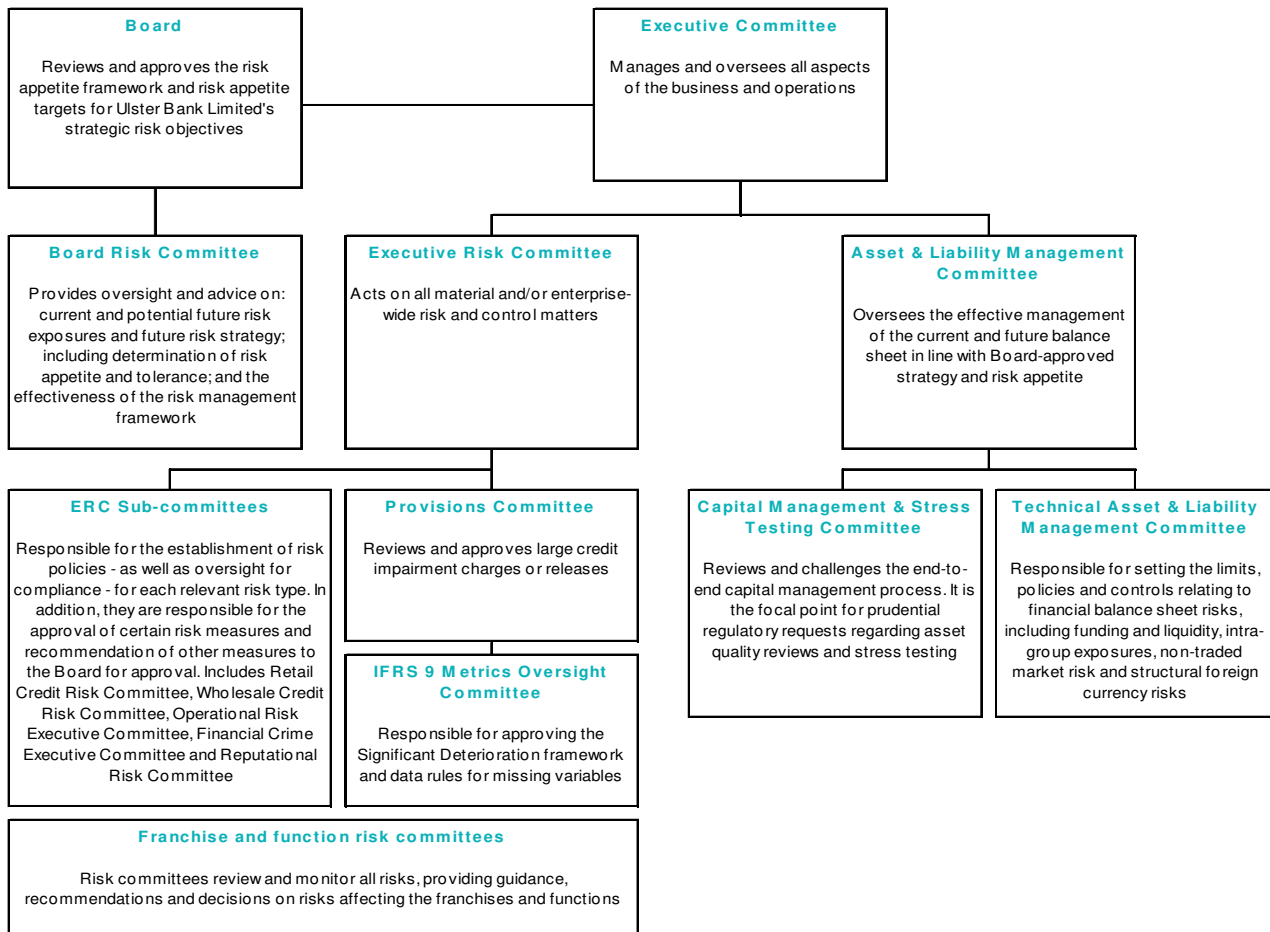 Board
Reviews and approves the risk
appetite framework and risk appetite
targets for Ulster Bank Limited's
strategic risk objectives
Executive Committee
Manages and oversees all aspects
of the business and operations
Board Risk Committee
Provides oversight and advice on:
current and potential future risk
exposures and future risk strategy;
including determination of risk
appetite and tolerance; and the
effectiveness of the risk management
framework
Executive Risk Committee
Acts on all material and/or enterprise-
wide risk and control matters
Asset & Liability Management
Committee
Oversees the effective management
of the current and future balance
sheet in line with Board-approved
strategy and risk appetite
ERC Sub-committees
Responsible for the establishment of risk
policies - as well as oversight for
compliance - for each relevant risk type. In
addition, they are responsible for the
approval of certain risk measures and
recommendation of other measures to
the Board for approval. Includes Retail
Credit Risk Committee, Wholesale Credit
Risk Committee, Operational Risk
Executive Committee, Financial Crime
Executive Committee and Reputational
Risk Committee
Provisions Committee
Reviews and approves large credit
impairment charges or releases
IFRS 9 Metrics Oversight
Committee
Responsible for approving the
Significant Deterioration framework
and data rules for missing variables
Capital Management & Stress
Testing Committee
Reviews and challenges the end-to-
end capital management process. It is
the focal point for prudential
regulatory requests regarding asset
quality reviews and stress testing
Technical Asset & Liability
Management Committee
Responsible for setting the limits,
policies and controls relating to
financial balance sheet risks,
including funding and liquidity, intra-
group exposures, non-traded
market risk and structural foreign
currency risks
Franchise and function risk committees
Risk committees review and monitor all risks, providing guidance,
recommendations and decisions on risks affecting the franchises and functions